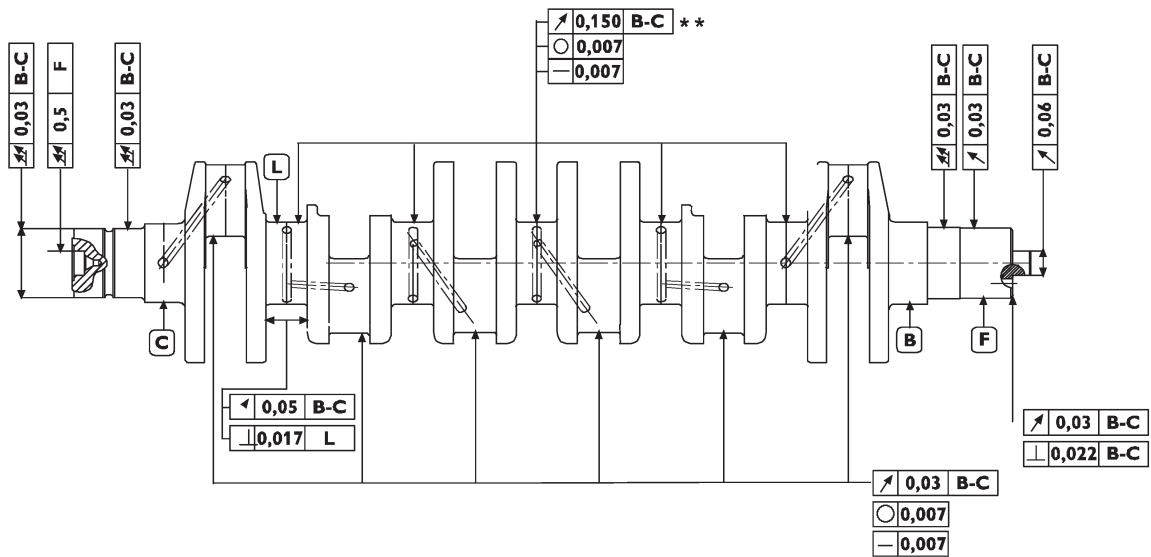 0,150 B-C **
0,007
0,007
0,03 B-C
0,5 F
0,03 B-C
0,03 B-C
0,03 B-C
0,06 B-C
L
C
B
F
0,05 B-C
0,017 L
0,03 B-C
0,022 B-C
0,03 B-C
0,007
0,007